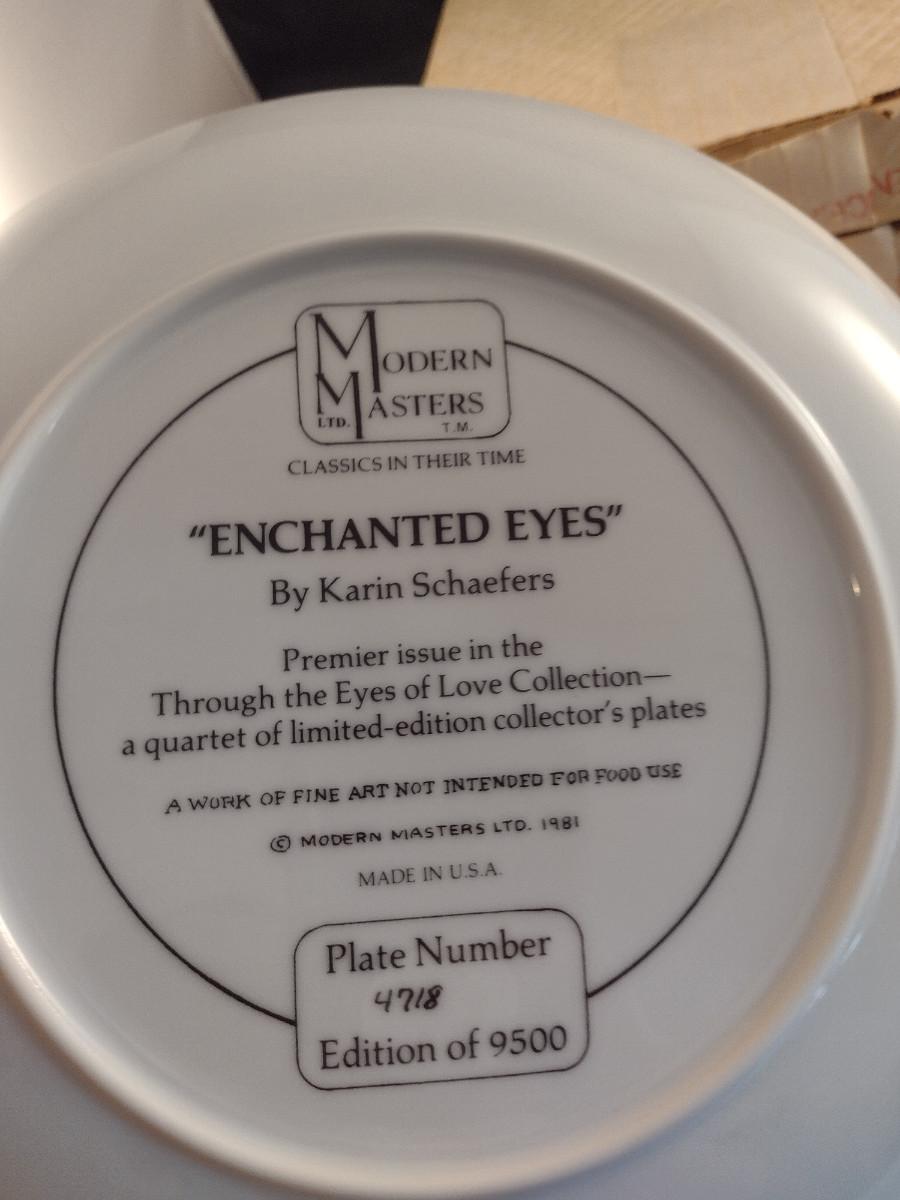 MODERN
MASTERS
LTD.
T.M.
CLASSICS IN THEIR TIME
“ENCHANTED EYES”
By Karin Schaefers
Premier issue in the
Through the Eyes of Love Collection—
a quartet of limited-edition collector’s plates
A WORK OF FINE ART NOT INTENDED FOR FOOD USE
© MODERN MASTERS LTD. 1981
MADE IN U.S.A.
Plate Number
4718
Edition of 9500